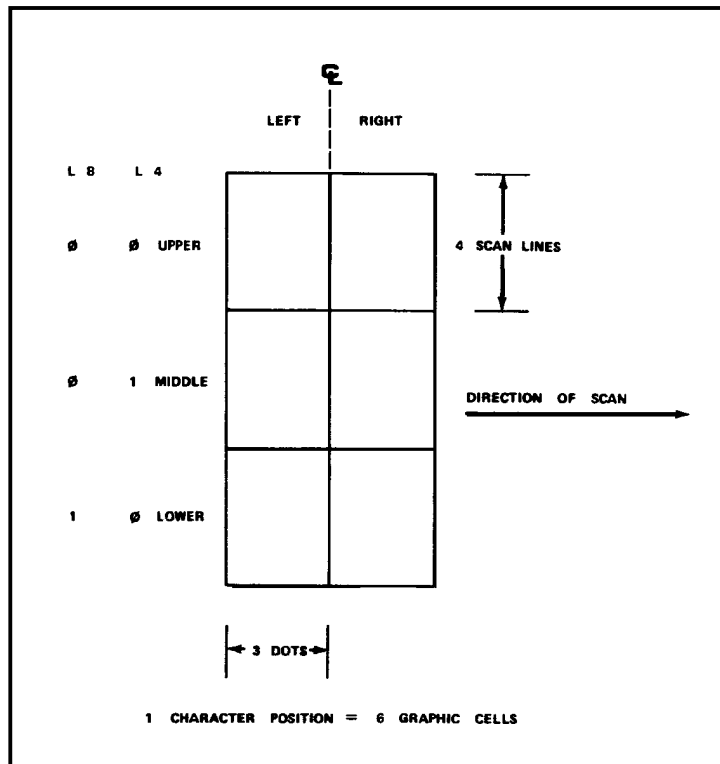 ℄
LEFT RIGHT
L 8 L 4
Ø Ø UPPER
4 SCAN LINES
Ø 1 MIDDLE
DIRECTION OF SCAN
1 Ø LOWER
3 DOTS
1 CHARACTER POSITION = 6 GRAPHIC CELLS